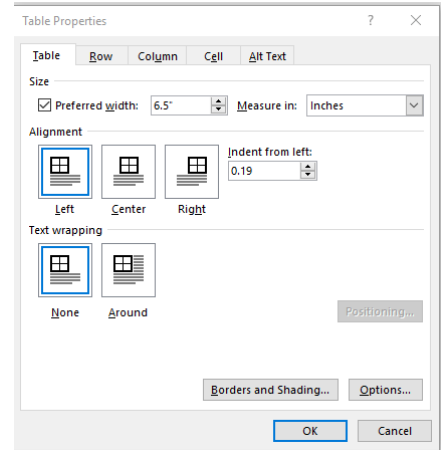 Table Properties ? ×
Table Row Column Cell Alt Text
Size
Preferred width: 6.5" Measure in: Inches
Alignment
Indent from left:
0.19
Left Center Right
Text wrapping
None Around
Positioning...
Borders and Shading... Options...
OK Cancel